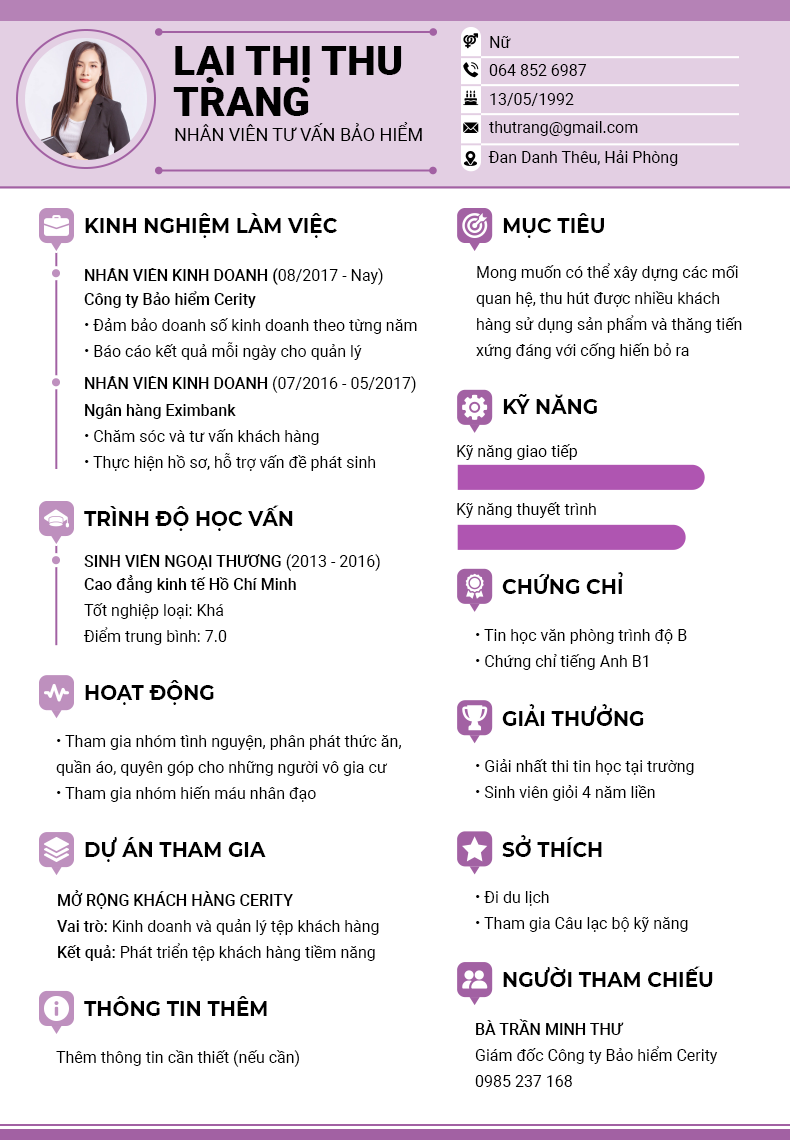 LẠI THỊ THU
TRANG
NHÂN VIÊN TƯ VẤN BẢO HIỂM
Nữ
064 852 6987
13/05/1992
thutrang@gmail.com
Đan Danh Thêu, Hải Phòng
KINH NGHIỆM LÀM VIỆC
NHÂN VIÊN KINH DOANH (08/2017 - Nay)
Công ty Bảo hiểm Cerity
• Đảm bảo doanh số kinh doanh theo từng năm
• Báo cáo kết quả mỗi ngày cho quản lý
NHÂN VIÊN KINH DOANH (07/2016 - 05/2017)
Ngân hàng Eximbank
• Chăm sóc và tư vấn khách hàng
• Thực hiện hồ sơ, hỗ trợ vấn đề phát sinh
TRÌNH ĐỘ HỌC VẤN
SINH VIÊN NGOẠI THƯƠNG (2013 - 2016)
Cao đẳng kinh tế Hồ Chí Minh
Tốt nghiệp loại: Khá
Điểm trung bình: 7.0
HOẠT ĐỘNG
• Tham gia nhóm tình nguyện, phân phát thức ăn,
quần áo, quyên góp cho những người vô gia cư
• Tham gia nhóm hiến máu nhân đạo
DỰ ÁN THAM GIA
MỞ RỘNG KHÁCH HÀNG CERITY
Vai trò: Kinh doanh và quản lý tệp khách hàng
Kết quả: Phát triển tệp khách hàng tiềm năng
THÔNG TIN THÊM
Thêm thông tin cần thiết (nếu cần)
MỤC TIÊU
Mong muốn có thể xây dựng các mối
quan hệ, thu hút được nhiều khách
hàng sử dụng sản phẩm và thăng tiến
xứng đáng với cống hiến bỏ ra
KỸ NĂNG
Kỹ năng giao tiếp
Kỹ năng thuyết trình
CHỨNG CHỈ
• Tin học văn phòng trình độ B
• Chứng chỉ tiếng Anh B1
GIẢI THƯỞNG
• Giải nhất thi tin học tại trường
• Sinh viên giỏi 4 năm liền
SỞ THÍCH
• Đi du lịch
• Tham gia Câu lạc bộ kỹ năng
NGƯỜI THAM CHIẾU
BÀ TRẦN MINH THƯ
Giám đốc Công ty Bảo hiểm Cerity
0985 237 168